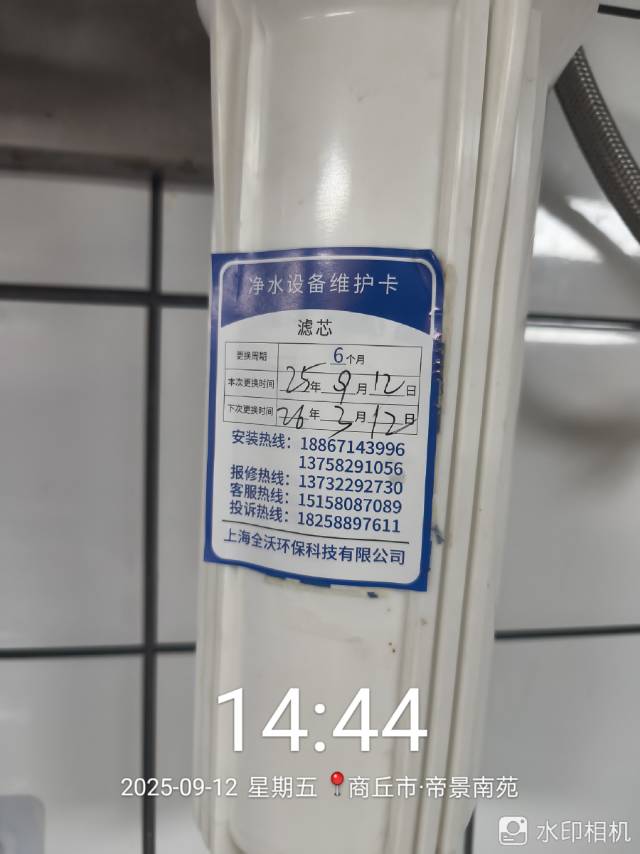 净水设备维护卡
滤芯
更换周期 6个月
本次更换时间 25年9月12日
下次更换时间 26年3月12日
安装热线：18867143996
13758291056
报修热线：13732292730
客服热线：15158087089
投诉热线：18258897611
上海全沃环保科技有限公司
14:44
2025-09-12 星期五 商丘市·帝景南苑
水印相机